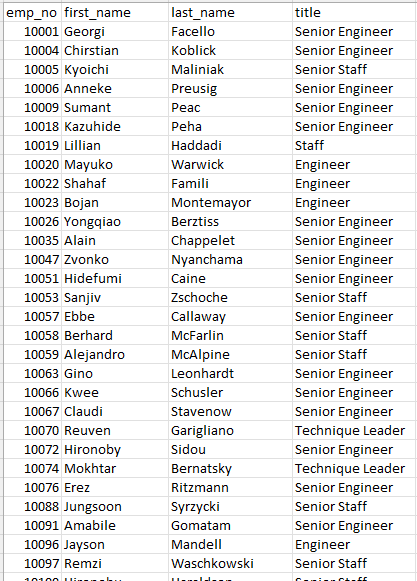 emp_no first_name last_name title
10001 Georgi Facello Senior Engineer
10004 Chirstian Koblick Senior Engineer
10005 Kyoichi Maliniak Senior Staff
10006 Anneke Preusig Senior Engineer
10009 Sumant Peac Senior Engineer
10018 Kazuhide Peha Senior Engineer
10019 Lillian Haddadi Staff
10020 Mayuko Warwick Engineer
10022 Shahaf Famili Engineer
10023 Bojan Montemayor Engineer
10026 Yongqiao Berztiss Senior Engineer
10035 Alain Chappelet Senior Engineer
10047 Zvonko Nyanchama Senior Engineer
10051 Hidefumi Caine Senior Engineer
10053 Sanjiv Zschoche Senior Staff
10057 Ebbe Callaway Senior Engineer
10058 Berhard McFarlin Senior Staff
10059 Alejandro McAlpine Senior Staff
10063 Gino Leonhardt Senior Engineer
10066 Kwee Schusler Senior Engineer
10067 Claudi Stavenow Senior Engineer
10070 Reuven Garigliano Technique Leader
10072 Hironoby Sidou Senior Engineer
10074 Mokhtar Bernatsky Technique Leader
10076 Erez Ritzmann Senior Engineer
10088 Jungsoon Syrzycki Senior Staff
10091 Amabile Gomatam Senior Engineer
10096 Jayson Mandell Engineer
10097 Remzi Waschkowski Senior Staff